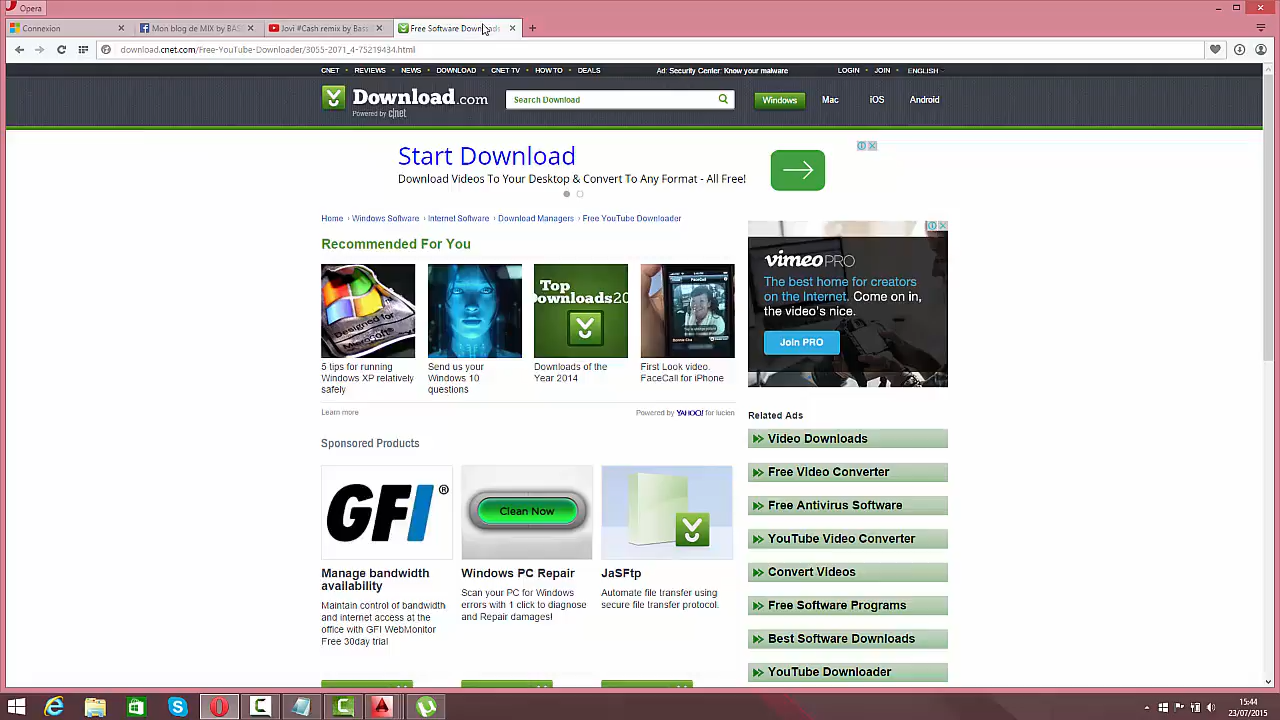 Opera
Connexion
Mon blog de MIX by BAS
Jovi #Cash remix by Bass
Free Software Downloads
download.cnet.com/Free-YouTube-Downloader/3055-2071_4-75219434.html
CNET • REVIEWS • NEWS • DOWNLOAD • CNET TV • HOW TO • DEALS
Ad: Security Center: Know your malware
LOGIN • JOIN • ENGLISH
Download.com
Powered by c|net
Search Download
Windows
Mac
iOS
Android
Start Download
Download Videos To Your Desktop & Convert To Any Format - All Free!
Home › Windows Software › Internet Software › Download Managers › Free YouTube Downloader
Recommended For You
Top
Downloads20
5 tips for running
Windows XP relatively
safely
Send us your
Windows 10
questions
Downloads of the
Year 2014
First Look video.
FaceCall for iPhone
Learn more
Powered by YAHOO! for lucien
vimeo PRO
The best home for creators
on the Internet. Come on in,
the video's nice.
Join PRO
Related Ads
Video Downloads
Free Video Converter
Free Antivirus Software
YouTube Video Converter
Convert Videos
Free Software Programs
Best Software Downloads
YouTube Downloader
Sponsored Products
GFI®
Clean Now
Manage bandwidth
availability
Maintain control of bandwidth
and internet access at the
office with GFI WebMonitor
Free 30day trial
Windows PC Repair
Scan your PC for Windows
errors with 1 click to diagnose
and Repair damages!
JaSFtp
Automate file transfer using
secure file transfer protocol.
15:44
23/07/2015